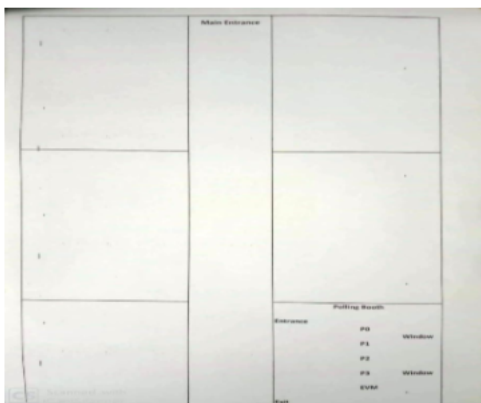 Main Entrance
Polling Booth
Entrance
P0
Window
P1
P2
P3 Window
EVM
Exit